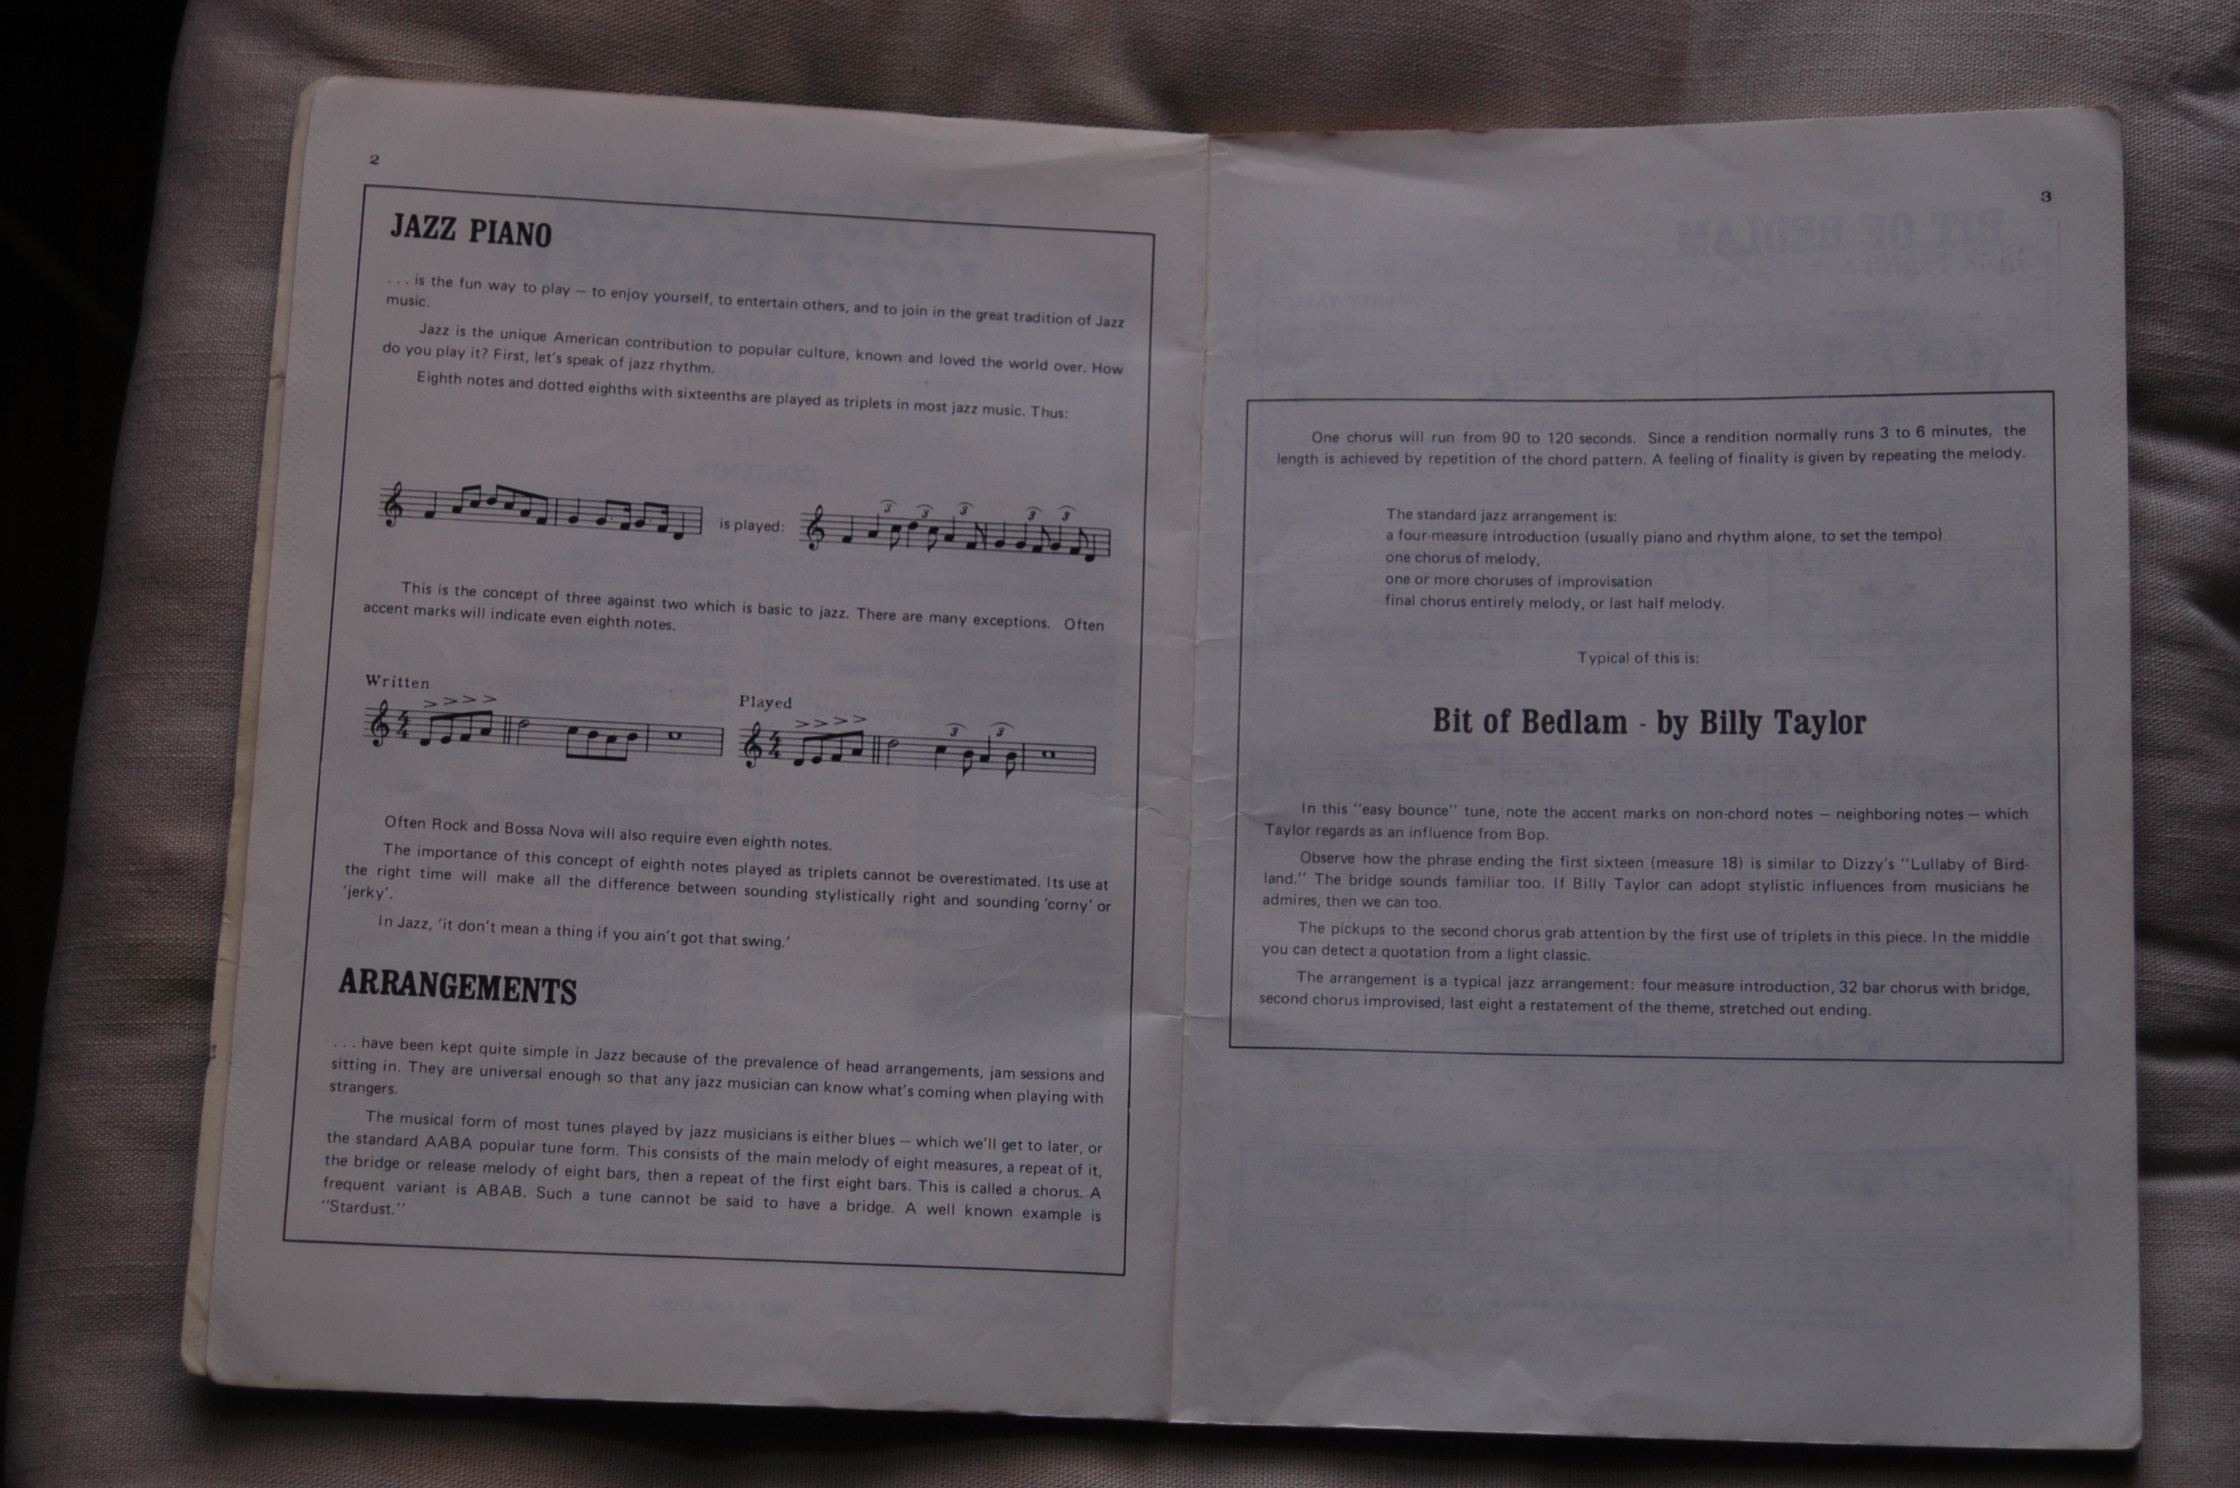 2
JAZZ PIANO
. . . is the fun way to play — to enjoy yourself, to entertain others, and to join in the great tradition of Jazz
music.
Jazz is the unique American contribution to popular culture, known and loved the world over. How
do you play it? First, let's speak of jazz rhythm.
Eighth notes and dotted eighths with sixteenths are played as triplets in most jazz music. Thus:
is played:
3 3 3 3 3
This is the concept of three against two which is basic to jazz. There are many exceptions. Often
accent marks will indicate even eighth notes.
Written
> > > >
4
4
Played
> > > >
4
4
3 3
Often Rock and Bossa Nova will also require even eighth notes.
The importance of this concept of eighth notes played as triplets cannot be overestimated. Its use at
the right time will make all the difference between sounding stylistically right and sounding 'corny' or
'jerky'.
In Jazz, 'it don't mean a thing if you ain't got that swing.'
ARRANGEMENTS
. . . have been kept quite simple in Jazz because of the prevalence of head arrangements, jam sessions and
sitting in. They are universal enough so that any jazz musician can know what's coming when playing with
strangers.
The musical form of most tunes played by jazz musicians is either blues — which we'll get to later, or
the standard AABA popular tune form. This consists of the main melody of eight measures, a repeat of it,
the bridge or release melody of eight bars, then a repeat of the first eight bars. This is called a chorus. A
frequent variant is ABAB. Such a tune cannot be said to have a bridge. A well known example is
"Stardust."
3
One chorus will run from 90 to 120 seconds. Since a rendition normally runs 3 to 6 minutes, the
length is achieved by repetition of the chord pattern. A feeling of finality is given by repeating the melody.
The standard jazz arrangement is:
a four-measure introduction (usually piano and rhythm alone, to set the tempo)
one chorus of melody,
one or more choruses of improvisation
final chorus entirely melody, or last half melody.
Typical of this is:
Bit of Bedlam - by Billy Taylor
In this "easy bounce" tune, note the accent marks on non-chord notes — neighboring notes — which
Taylor regards as an influence from Bop.
Observe how the phrase ending the first sixteen (measure 18) is similar to Dizzy's "Lullaby of Bird-
land." The bridge sounds familiar too. If Billy Taylor can adopt stylistic influences from musicians he
admires, then we can too.
The pickups to the second chorus grab attention by the first use of triplets in this piece. In the middle
you can detect a quotation from a light classic.
The arrangement is a typical jazz arrangement: four measure introduction, 32 bar chorus with bridge,
second chorus improvised, last eight a restatement of the theme, stretched out ending.